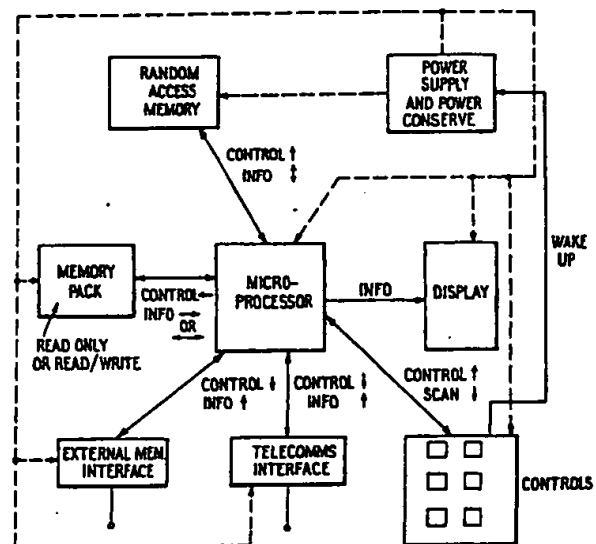 RANDOM
ACCESS
MEMORY
POWER
SUPPLY
AND POWER
CONSERVE
CONTROL ↑
INFO ↕
WAKE
UP
MEMORY
PACK
CONTROL ←
INFO →
OR
↔
READ ONLY
OR READ/WRITE
MICRO-
PROCESSOR
INFO
DISPLAY
CONTROL ↓
INFO ↑
CONTROL ↓
INFO ↑
CONTROL ↑
SCAN ↓
EXTERNAL MEM.
INTERFACE
TELECOMMS
INTERFACE
CONTROLS